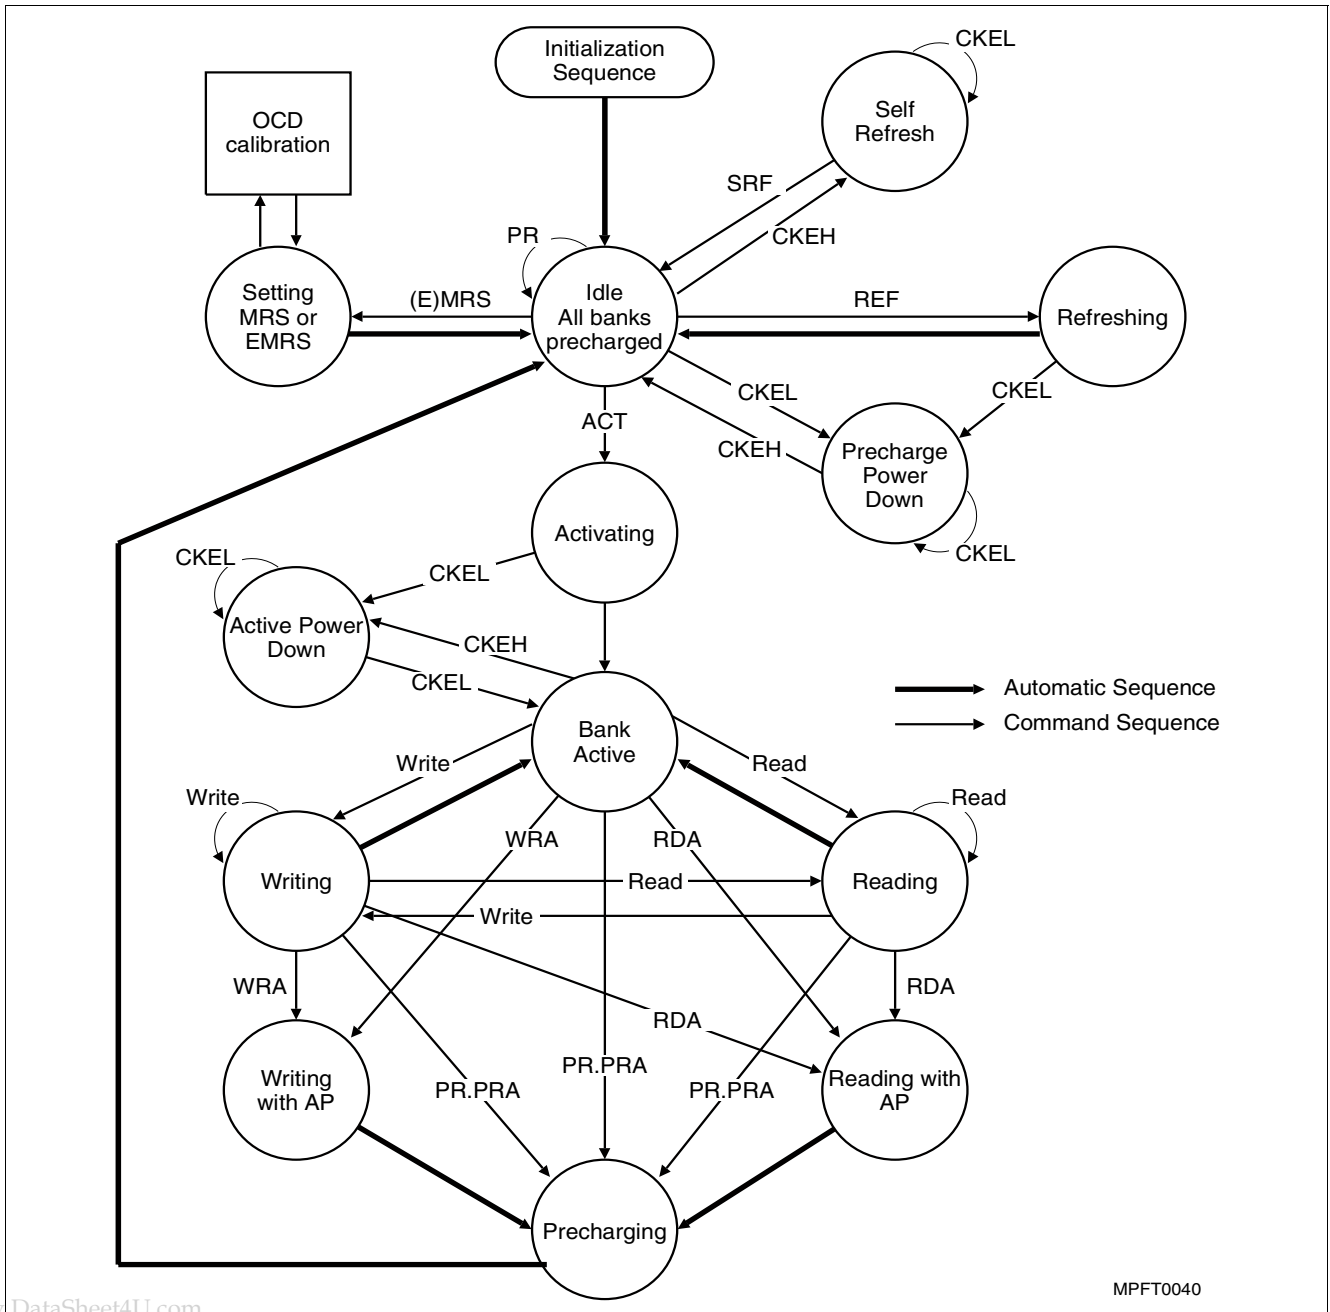 Initialization
Sequence
CKEL
Self
Refresh
OCD
calibration
SRF
CKEH
PR
Setting
MRS or
EMRS
(E)MRS
Idle
All banks
precharged
REF
Refreshing
CKEL
CKEL
CKEH
ACT
Precharge
Power
Down
CKEL
Activating
CKEL
CKEL
Active Power
Down
CKEH
CKEL
Automatic Sequence
Command Sequence
Bank
Active
Write
Read
Write
Read
WRA
RDA
Writing
Read
Reading
Write
WRA
RDA
RDA
PR.PRA
PR.PRA
PR.PRA
Writing
with AP
Reading with
AP
Precharging
MPFT0040
DataSheet4U.com